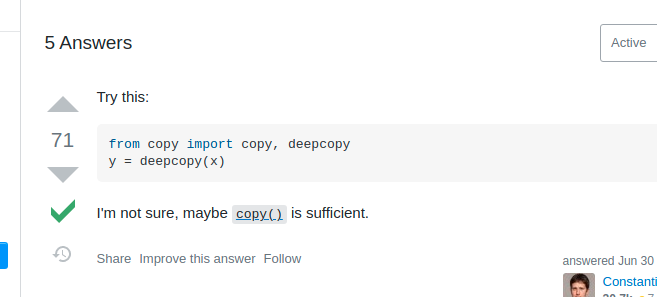 5 Answers
Active
Try this:
71
from copy import copy, deepcopy
y = deepcopy(x)
I'm not sure, maybe copy() is sufficient.
Share Improve this answer Follow
answered Jun 30
Constanti